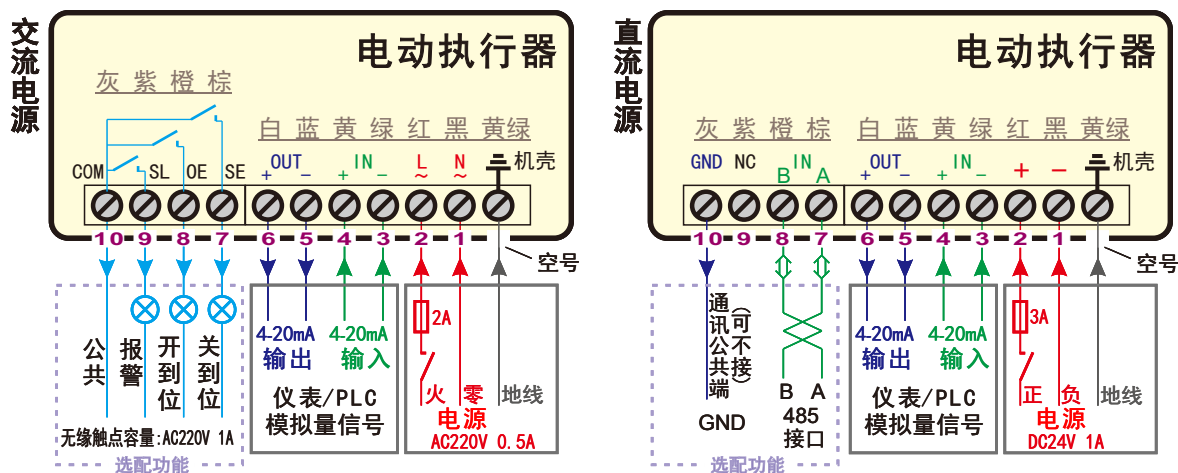 交流电源
电动执行器
灰 紫 橙 棕
白 蓝 黄 绿 红 黑 黄绿
OUT IN L N 机壳
COM SL OE SE + − + − ~ ~
10 9 8 7 6 5 4 3 2 1
空号
2A
4-20mA 4-20mA
输出 输入
公共 报警 开到位 关到位
火 零 地线
仪表/PLC
模拟量信号
电源
AC220V 0.5A
无缘触点容量:AC220V 1A
选配功能
直流电源
电动执行器
灰 紫 橙 棕 白 蓝 黄 绿 红 黑 黄绿
GND NC IN OUT IN 机壳
B A + − + − + −
10 9 8 7 6 5 4 3 2 1
空号
通讯公共端
(可不接)
3A
4-20mA 4-20mA
输出 输入
B A
正 负 地线
GND
485
接口
仪表/PLC
模拟量信号
电源
DC24V 1A
选配功能